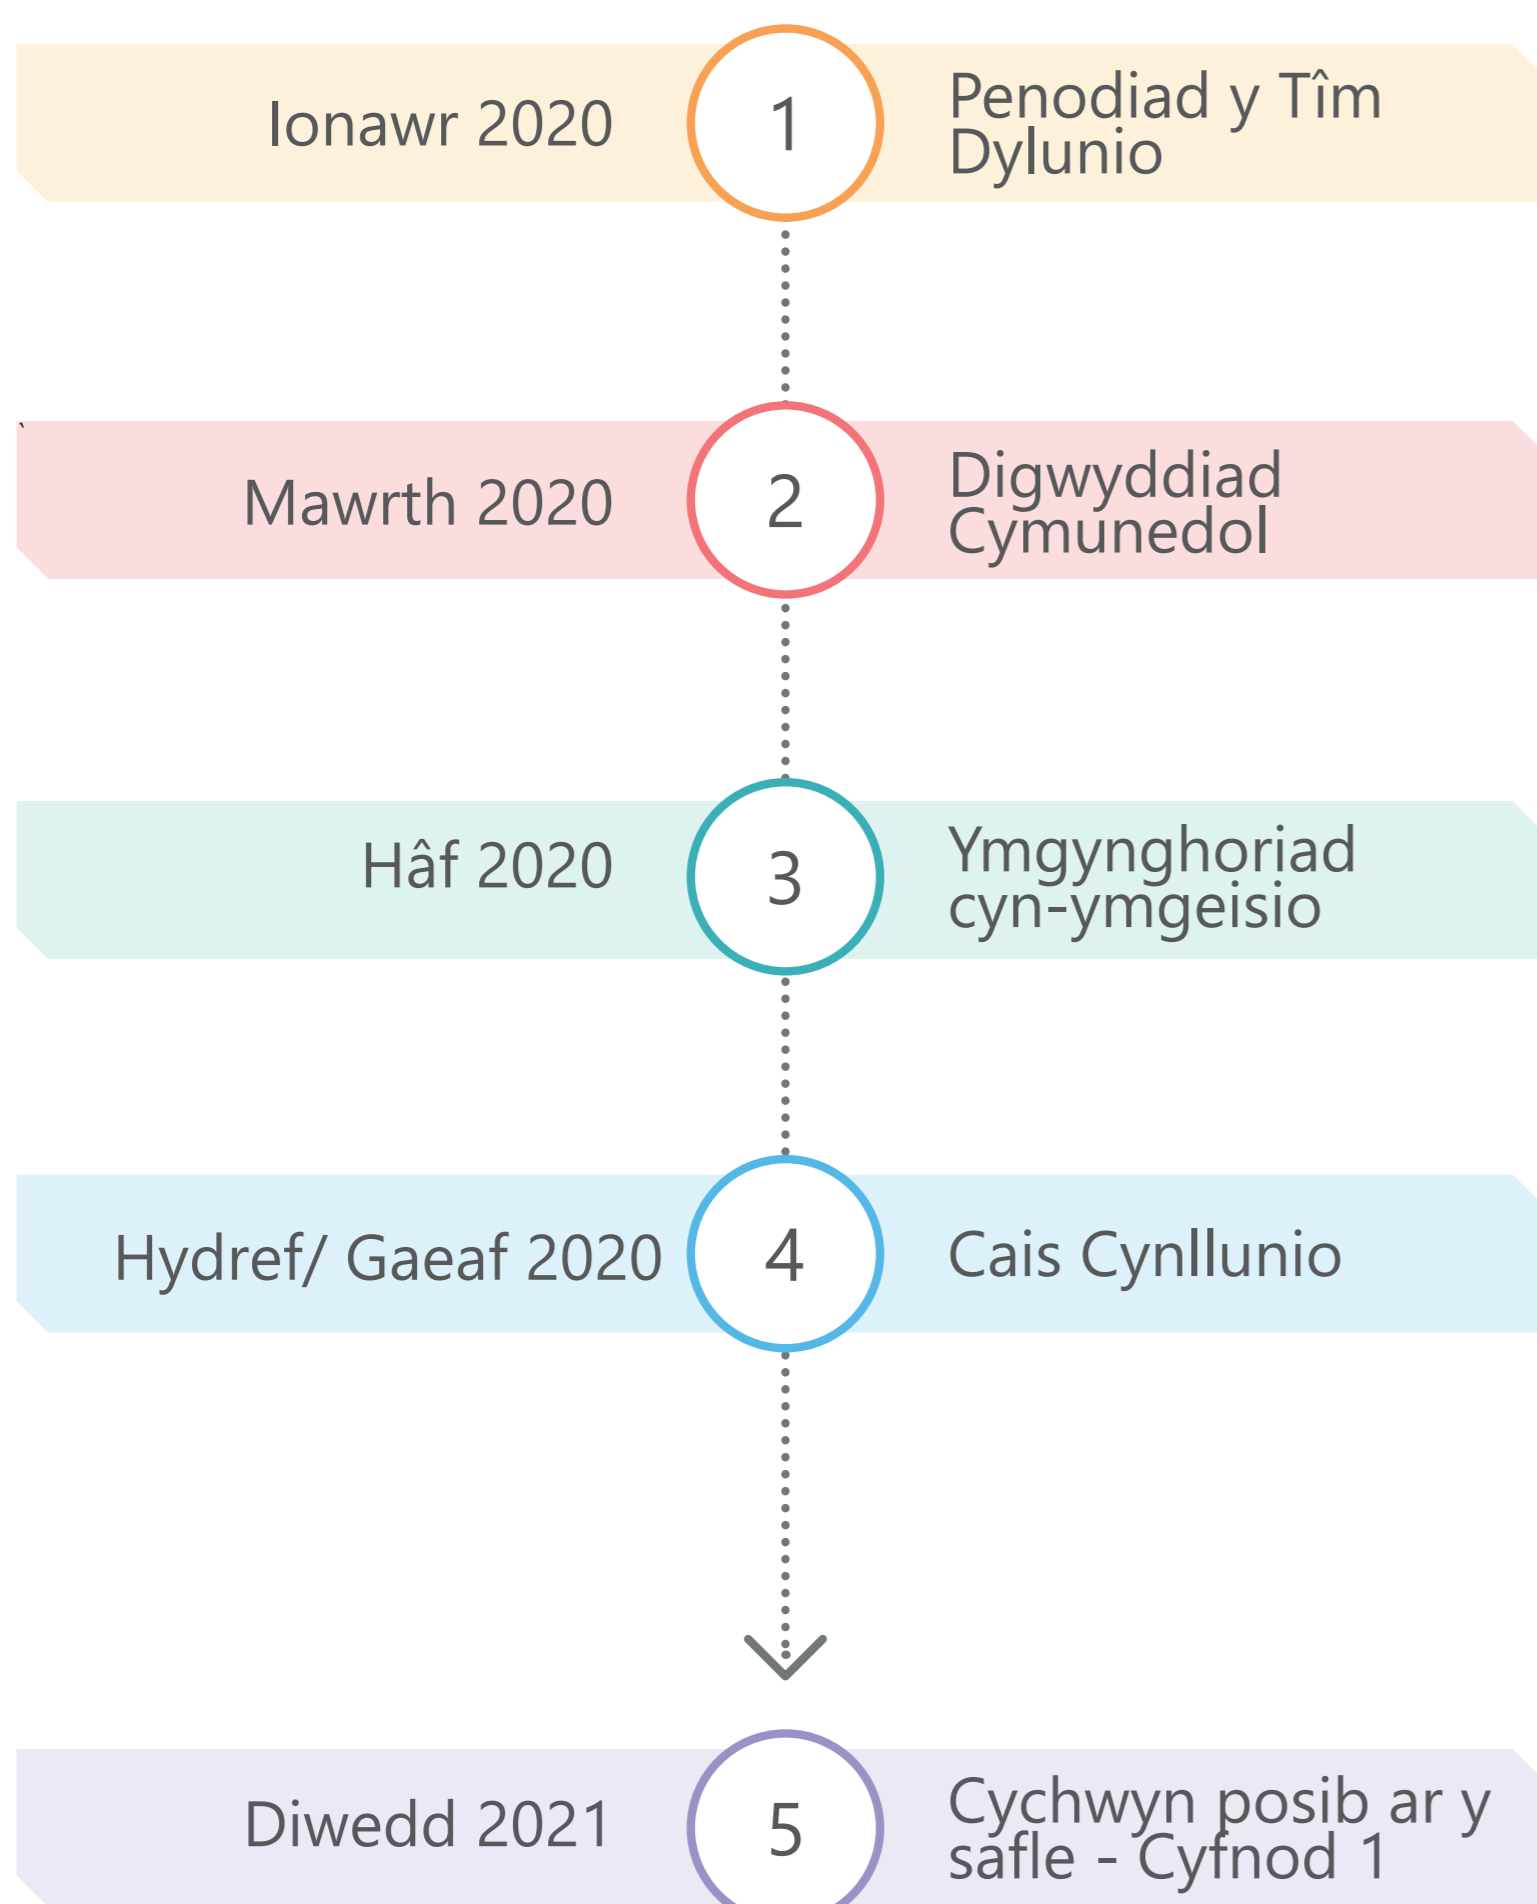 Ionawr 2020
1
Penodiad y Tîm
Dylunio
`
Mawrth 2020
2
Digwyddiad
Cymunedol
Hâf 2020
3
Ymgynghoriad
cyn-ymgeisio
Hydref/ Gaeaf 2020
4
Cais Cynllunio
Diwedd 2021
5
Cychwyn posib ar y
safle - Cyfnod 1